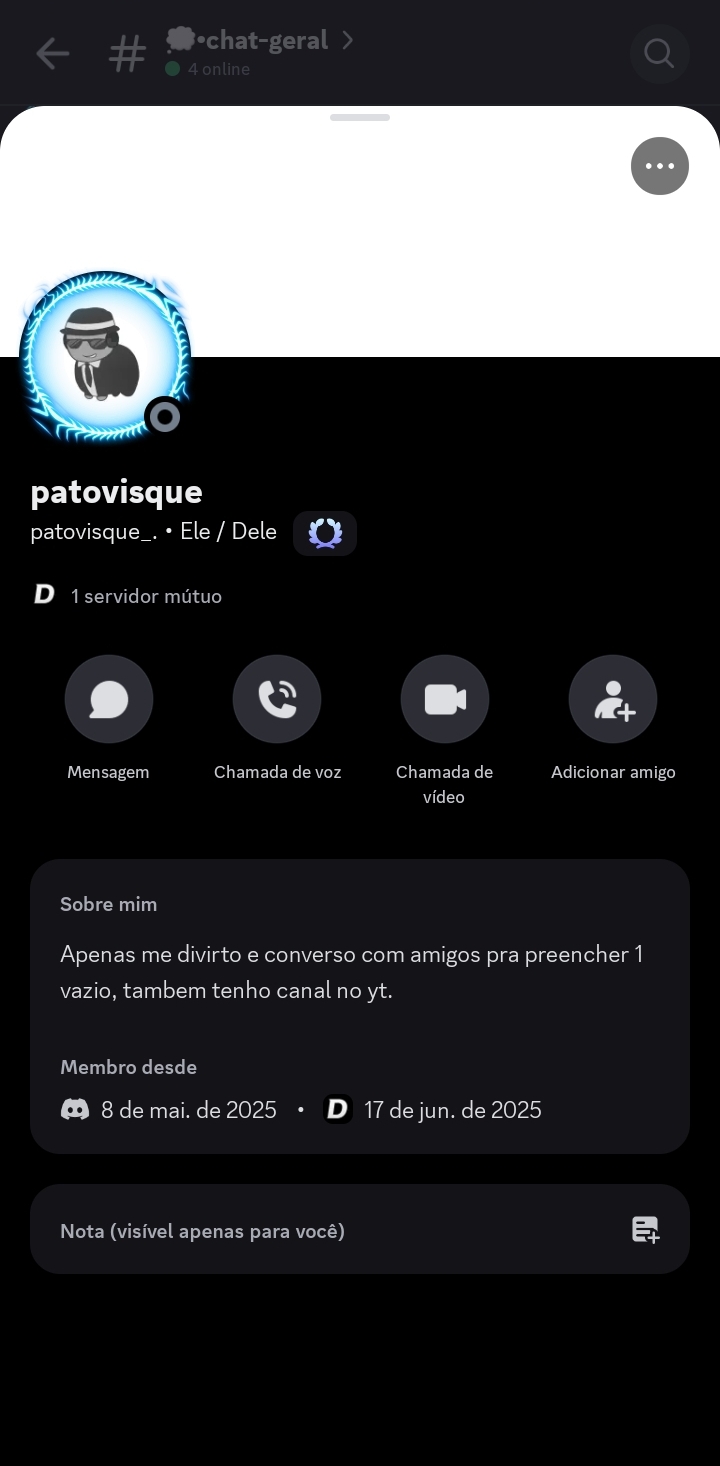 •chat-geral
4 online
patovisque
patovisque_. • Ele / Dele
D 1 servidor mútuo
Mensagem
Chamada de voz
Chamada de
vídeo
Adicionar amigo
Sobre mim
Apenas me divirto e converso com amigos pra preencher 1
vazio, tambem tenho canal no yt.
Membro desde
8 de mai. de 2025 • D 17 de jun. de 2025
Nota (visível apenas para você)